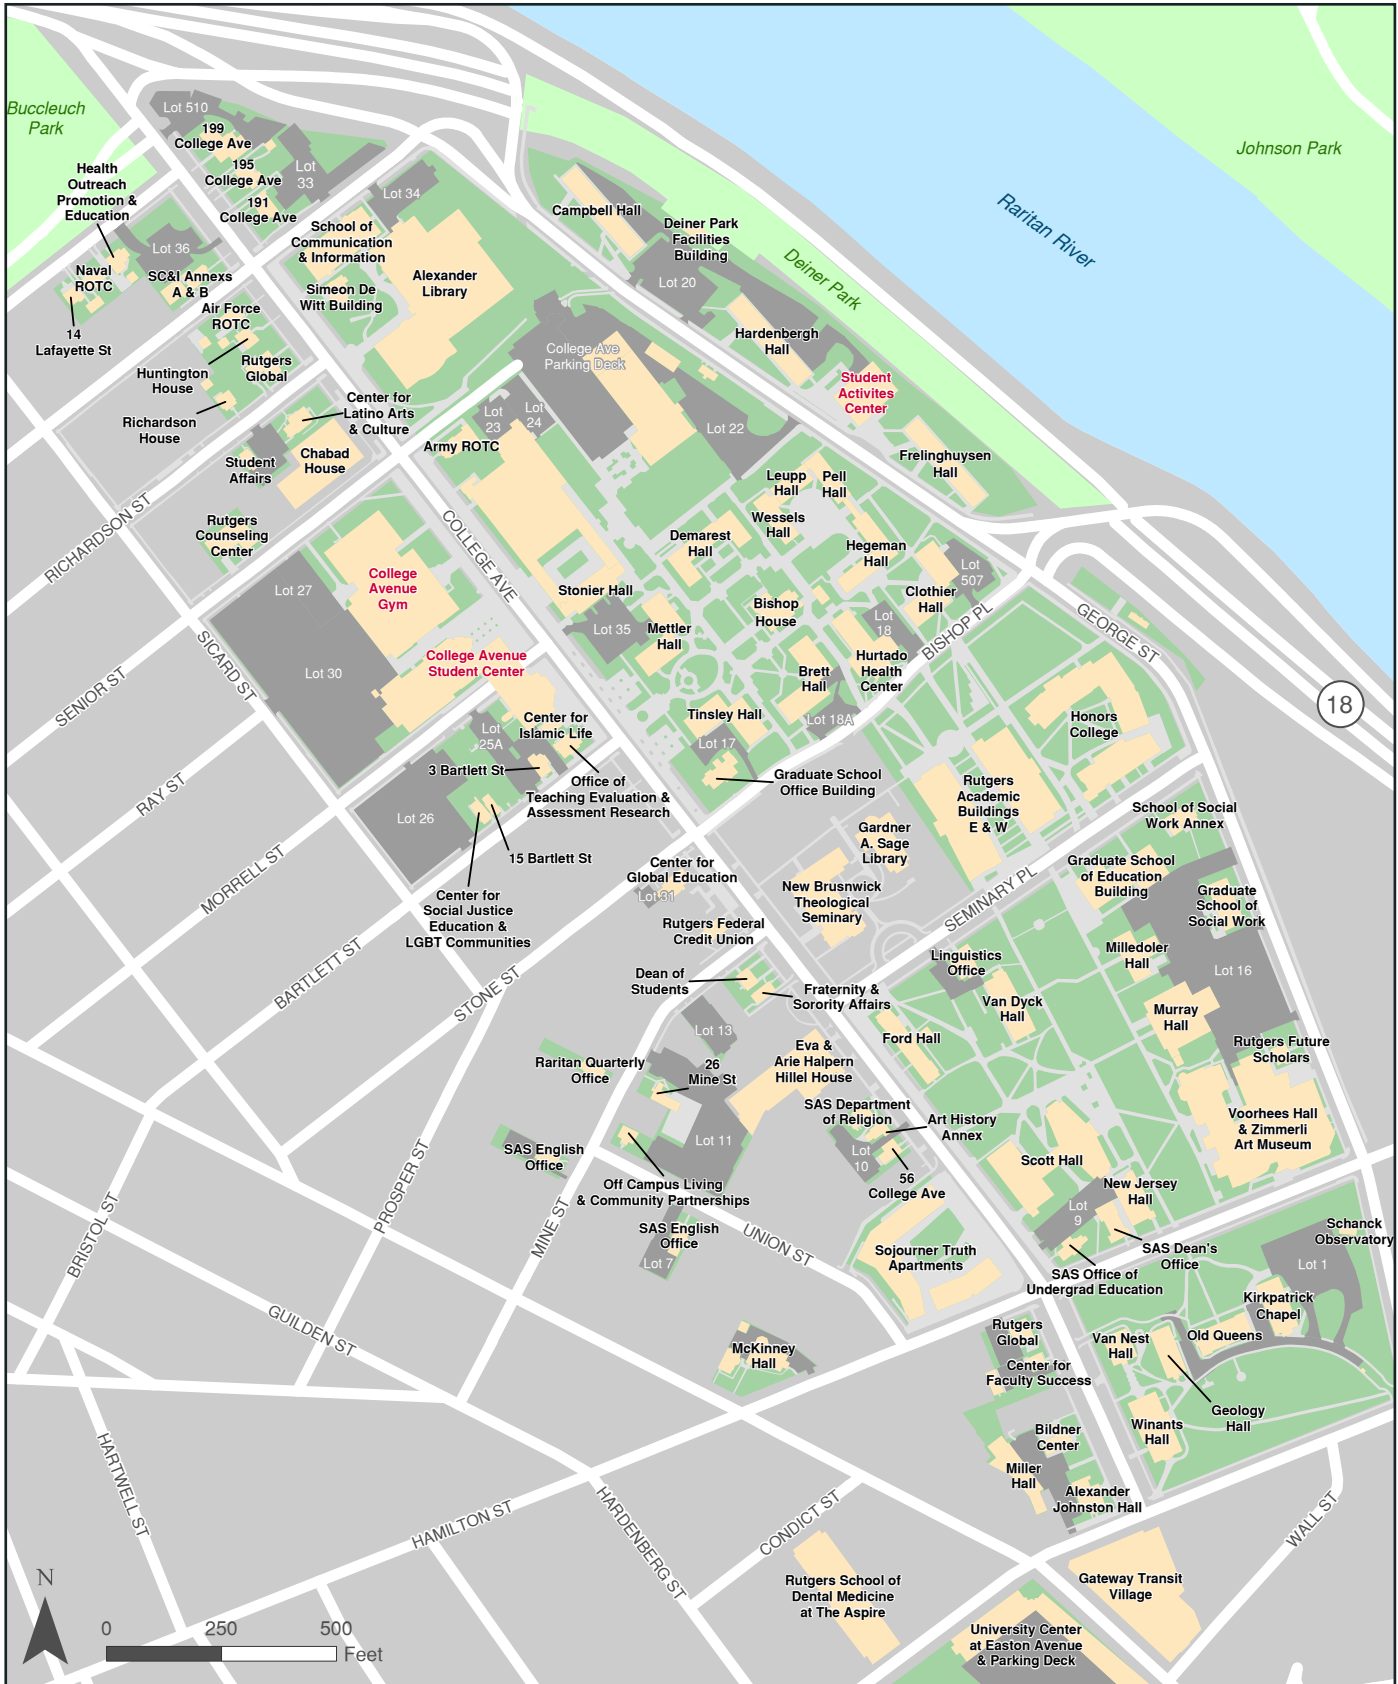 Buccleuch
Park
Lot 510
199
College Ave
195
College Ave
Lot
33
191
College Ave
Health
Outreach
Promotion &
Education
Lot 36
Naval
ROTC
SC&I Annexs
A & B
14
Lafayette St
Air Force
ROTC
Huntington
House
Rutgers
Global
Richardson
House
School of
Communication
& Information
Lot 34
Simeon De
Witt Building
Alexander
Library
Campbell Hall
Deiner Park
Facilities
Building
Lot 20
Deiner Park
Raritan River
Johnson Park
Hardenbergh
Hall
Student
Activites
Center
College Ave
Parking Deck
Lot 22
Frelinghuysen
Hall
Center for
Latino Arts
& Culture
Lot
23
Lot
24
Army ROTC
Chabad
House
Student
Affairs
Rutgers
Counseling
Center
RICHARDSON ST
COLLEGE AVE
Leupp
Hall
Pell
Hall
Wessels
Hall
Demarest
Hall
Hegeman
Hall
Lot
507
Clothier
Hall
Lot 27
College
Avenue
Gym
Stonier Hall
Lot 35
Mettler
Hall
Bishop
House
Lot
18
BISHOP PL
GEORGE ST
Hurtado
Health
Center
Brett
Hall
SICARD ST
SENIOR ST
Lot 30
College Avenue
Student Center
Tinsley Hall
Lot 18A
Lot 17
Honors
College
18
Lot
25A
Center for
Islamic Life
3 Bartlett St
Office of
Teaching Evaluation &
Assessment Research
Graduate School
Office Building
Rutgers
Academic
Buildings
E & W
RAY ST
Lot 26
15 Bartlett St
School of Social
Work Annex
Gardner
A. Sage
Library
Center for
Global Education
Lot 31
New Brusnwick
Theological
Seminary
SEMINARY PL
Graduate School
of Education
Building
Graduate
School of
Social Work
MORRELL ST
Center for
Social Justice
Education &
LGBT Communities
Rutgers Federal
Credit Union
Linguistics
Office
Milledoler
Hall
Lot 16
BARTLETT ST
STONE ST
Dean of
Students
Fraternity &
Sorority Affairs
Van Dyck
Hall
Murray
Hall
Lot 13
Ford Hall
Rutgers Future
Scholars
Raritan Quarterly
Office
26
Mine St
Eva &
Arie Halpern
Hillel House
SAS Department
of Religion
Art History
Annex
Voorhees Hall
& Zimmerli
Art Museum
Lot 11
Lot
10
SAS English
Office
Scott Hall
56
College Ave
New Jersey
Hall
Off Campus Living
& Community Partnerships
Lot
9
PROSPER ST
BRISTOL ST
MINE ST
SAS English
Office
UNION ST
Lot 7
Sojourner Truth
Apartments
SAS Dean's
Office
SAS Office of
Undergrad Education
Schanck
Observatory
Lot 1
Kirkpatrick
Chapel
GUILDEN ST
McKinney
Hall
Rutgers
Global
Van Nest
Hall
Old Queens
Center for
Faculty Success
Geology
Hall
Winants
Hall
Bildner
Center
Miller
Hall
Alexander
Johnston Hall
HARTWELL ST
HAMILTON ST
HARDENBERG ST
CONDICT ST
WALL ST
Rutgers School of
Dental Medicine
at The Aspire
Gateway Transit
Village
University Center
at Easton Avenue
& Parking Deck
N
0 250 500
Feet